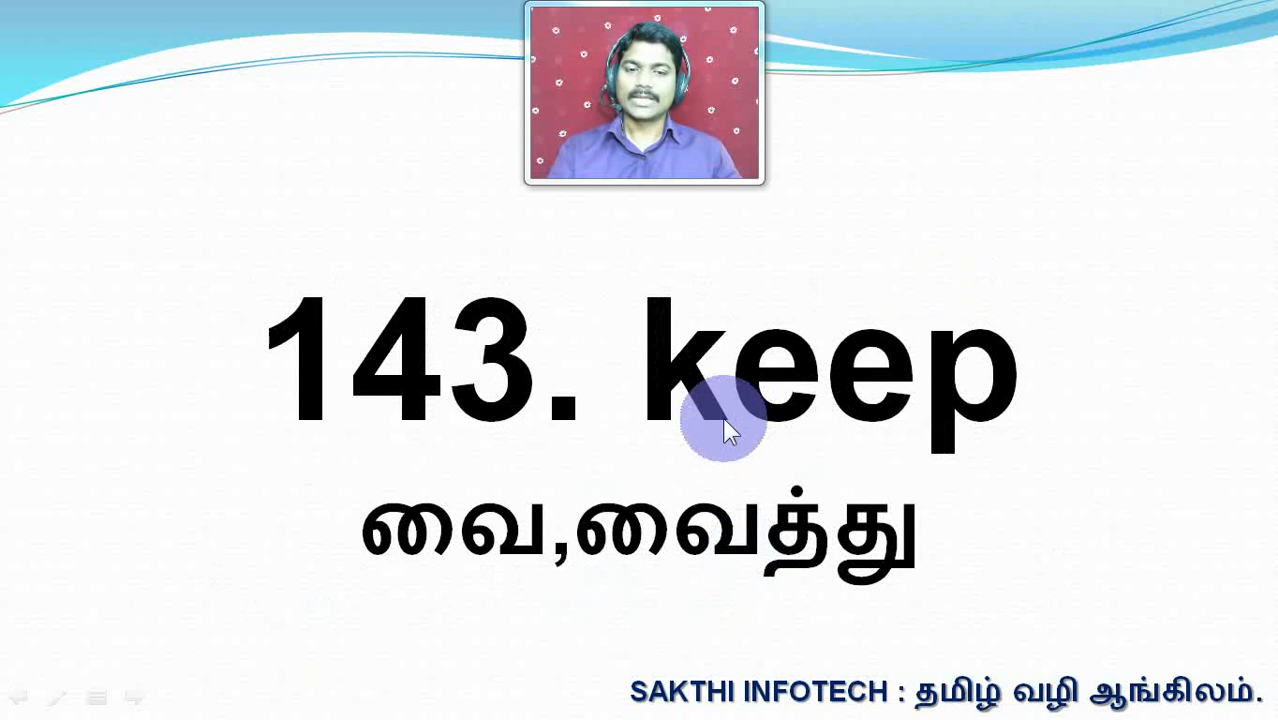 143. keep
வை,வைத்து
SAKTHI INFOTECH : தமிழ் வழி ஆங்கிலம்.